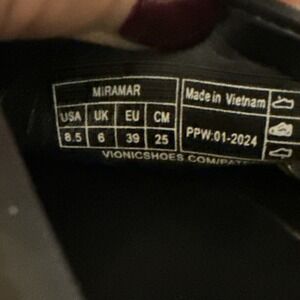 MIRAMAR
USA UK EU CM
8.5 6 39 25
Made in Vietnam
PPW:01-2024
VIONICSHOES.COM/PAT